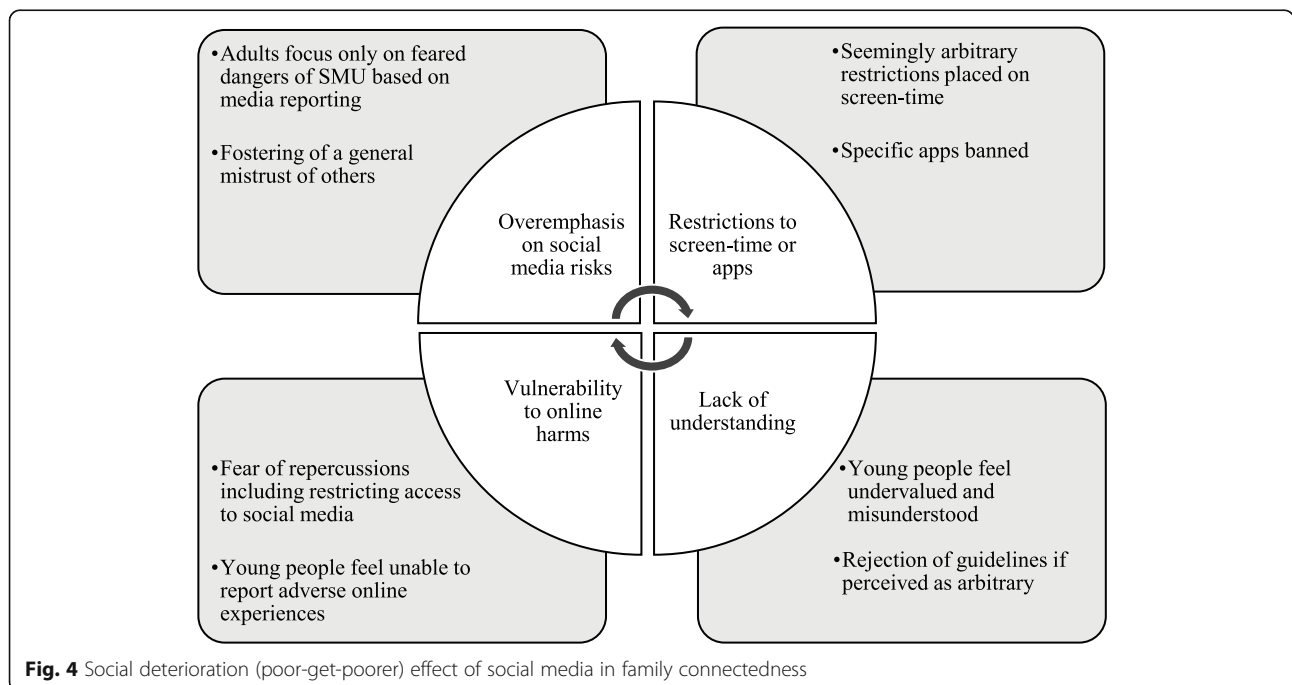 •Adults focus only on feared
dangers of SMU based on
media reporting
•Fostering of a general
mistrust of others
•Seemingly arbitrary
restrictions placed on
screen-time
•Specific apps banned
Overemphasis
on social
media risks
Restrictions to
screen-time or
apps
Vulnerability
to online
harms
Lack of
understanding
•Fear of repercussions
including restricting access
to social media
•Young people feel unable to
report adverse online
experiences
•Young people feel
undervalued and
misunderstood
•Rejection of guidelines if
perceived as arbitrary
Fig. 4 Social deterioration (poor-get-poorer) effect of social media in family connectedness